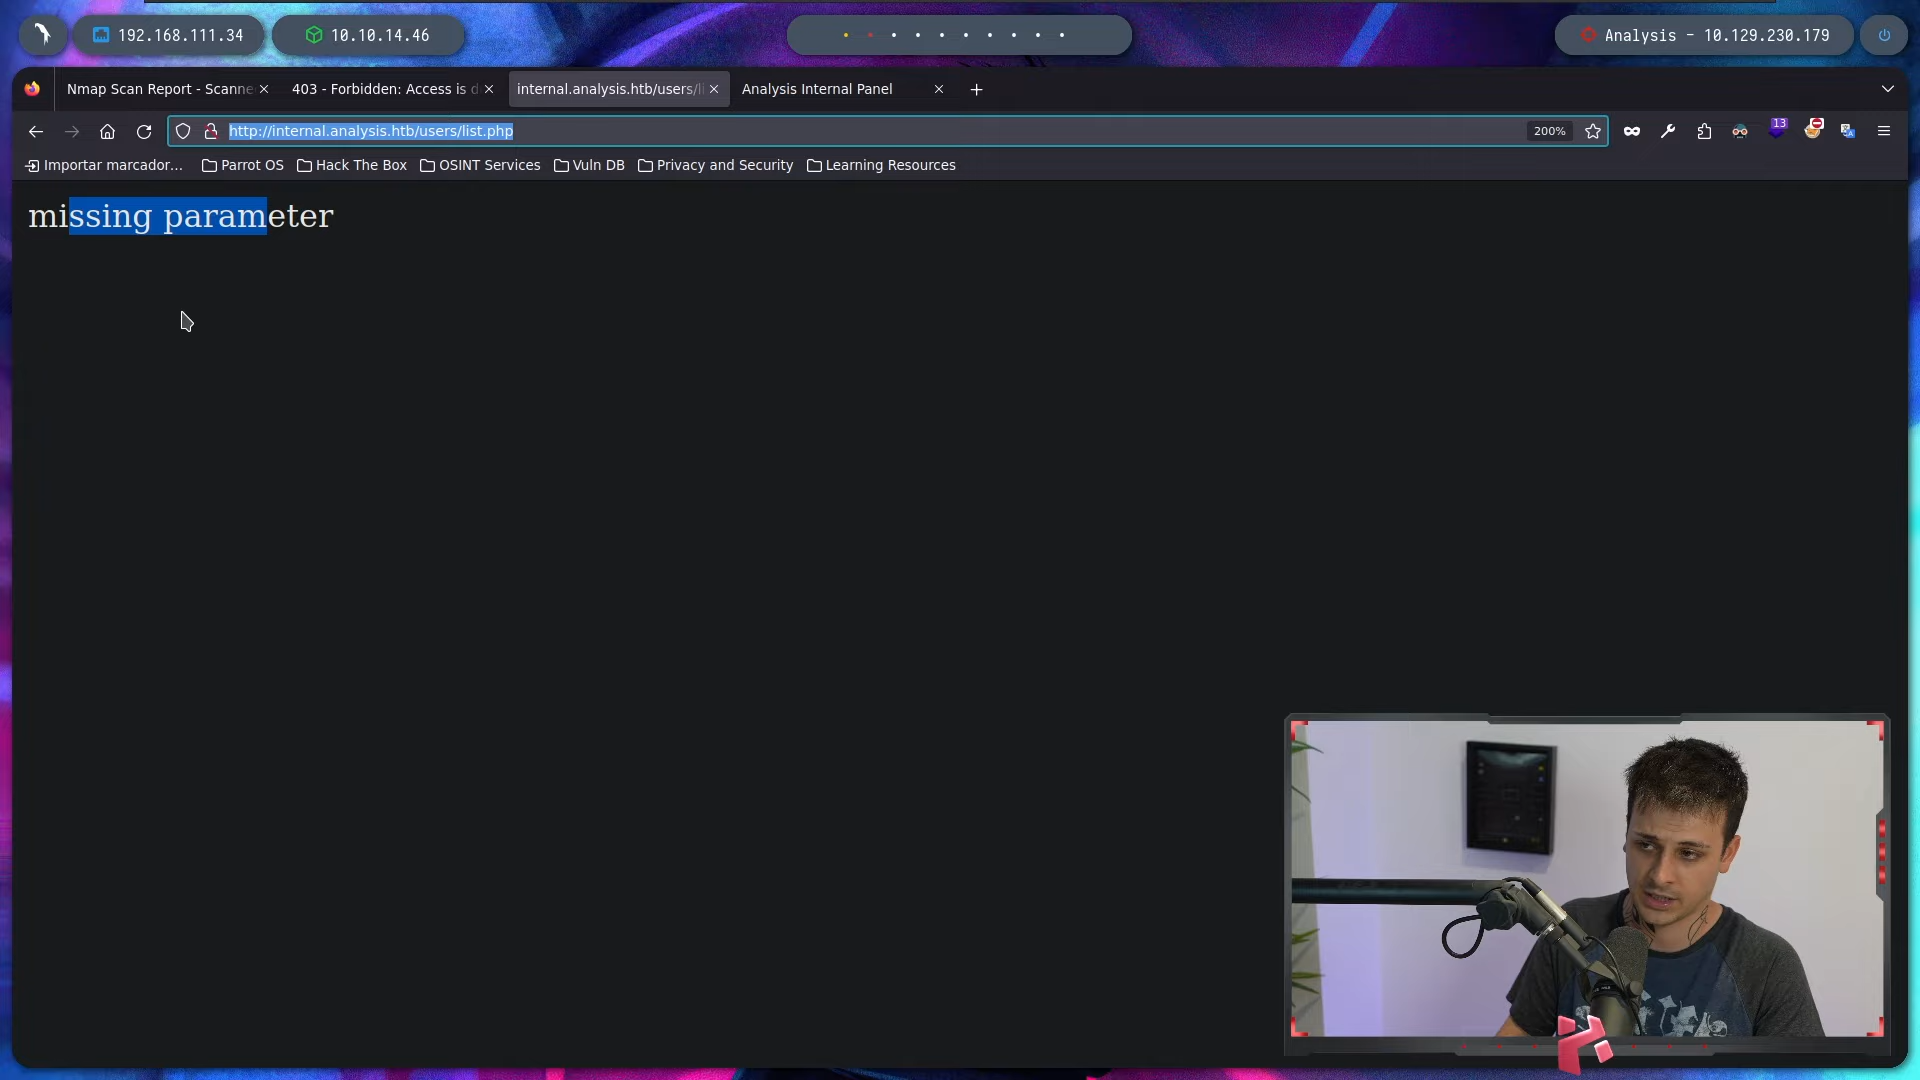 192.168.111.34
10.10.14.46
Analysis - 10.129.230.179
Nmap Scan Report - Scanne
403 - Forbidden: Access is d
internal.analysis.htb/users/li
Analysis Internal Panel
http://internal.analysis.htb/users/list.php
200%
13
Importar marcador...
Parrot OS
Hack The Box
OSINT Services
Vuln DB
Privacy and Security
Learning Resources
missing parameter